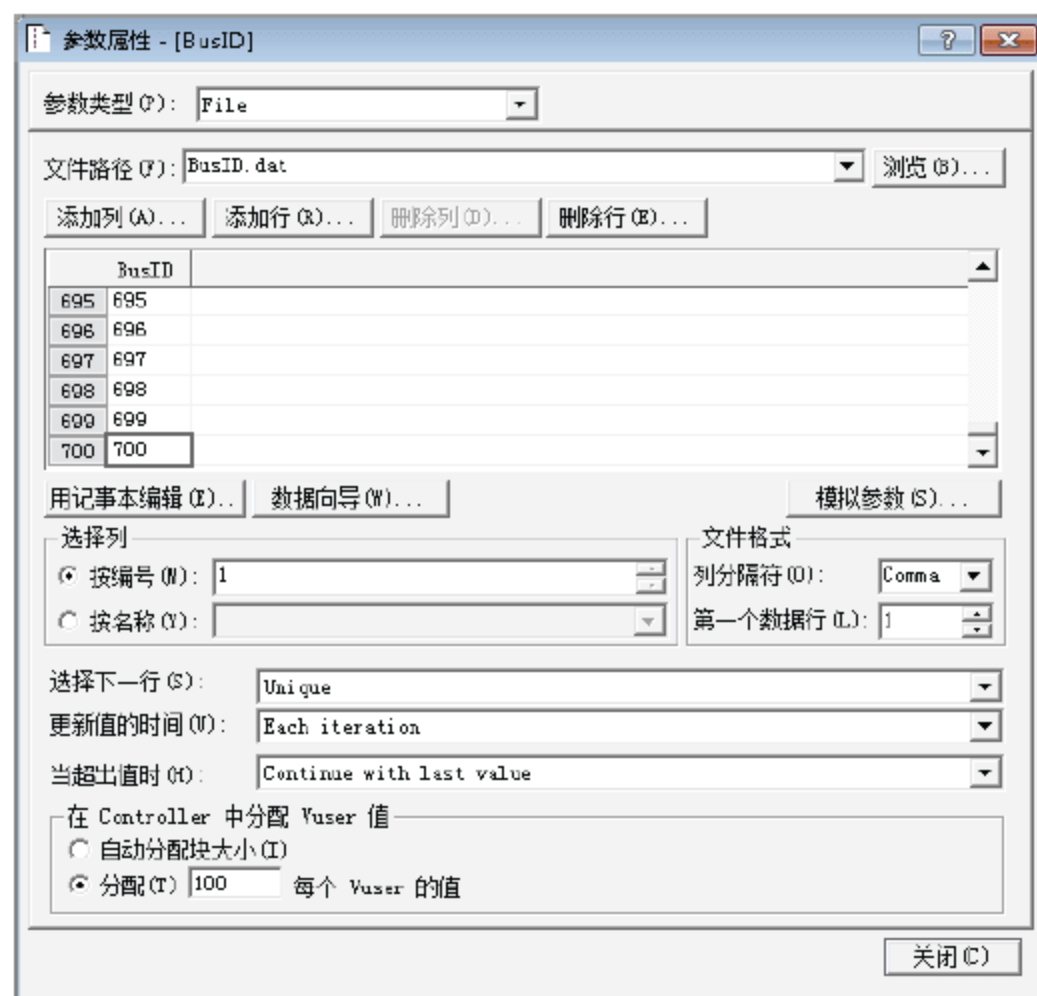 参数属性 - [BusID]
参数类型(P): File
文件路径(F): BusID.dat 浏览(B)...
添加列(A)... 添加行(R)... 删除列(D)... 删除行(E)...
BusID
695 695
696 696
697 697
698 698
699 699
700 700
用记事本编辑(E).. 数据向导(W)... 模拟参数(S)...
选择列 文件格式
按编号(N): 1 列分隔符(O): Comma
按名称(Y): 第一个数据行(L): 1
选择下一行(S): Unique
更新值的时间(U): Each iteration
当超出值时(H): Continue with last value
在 Controller 中分配 Vuser 值
自动分配块大小(I)
分配(T) 100 每个 Vuser 的值
关闭(C)